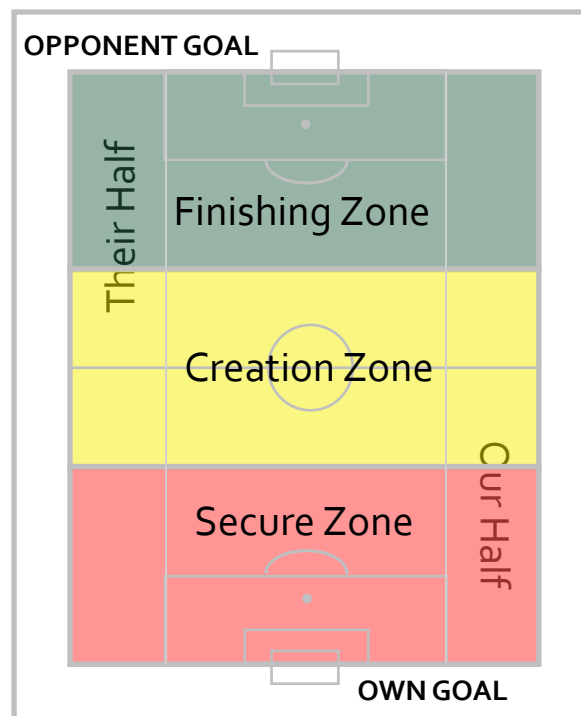 OPPONENT GOAL
Their Half
Finishing Zone
Creation Zone
Our Half
Secure Zone
OWN GOAL